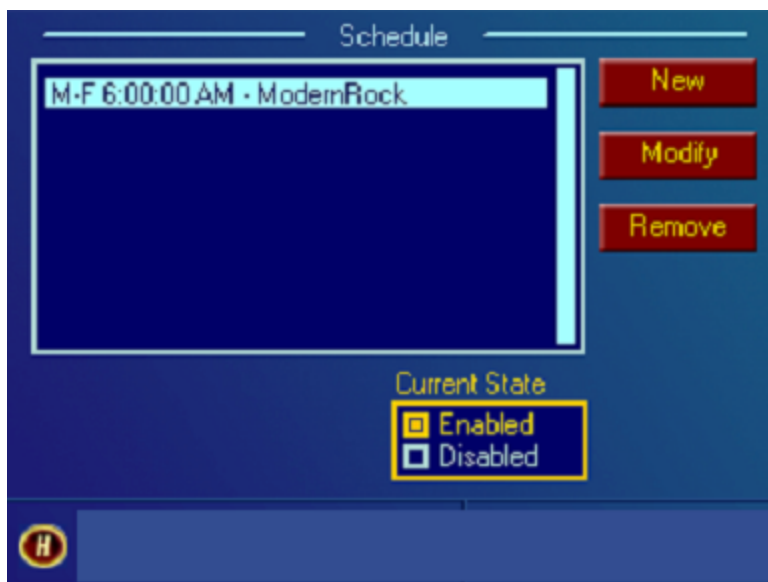 Schedule
M-F 6:00:00 AM - ModernRock
New
Modify
Remove
Current State
Enabled
Disabled
H